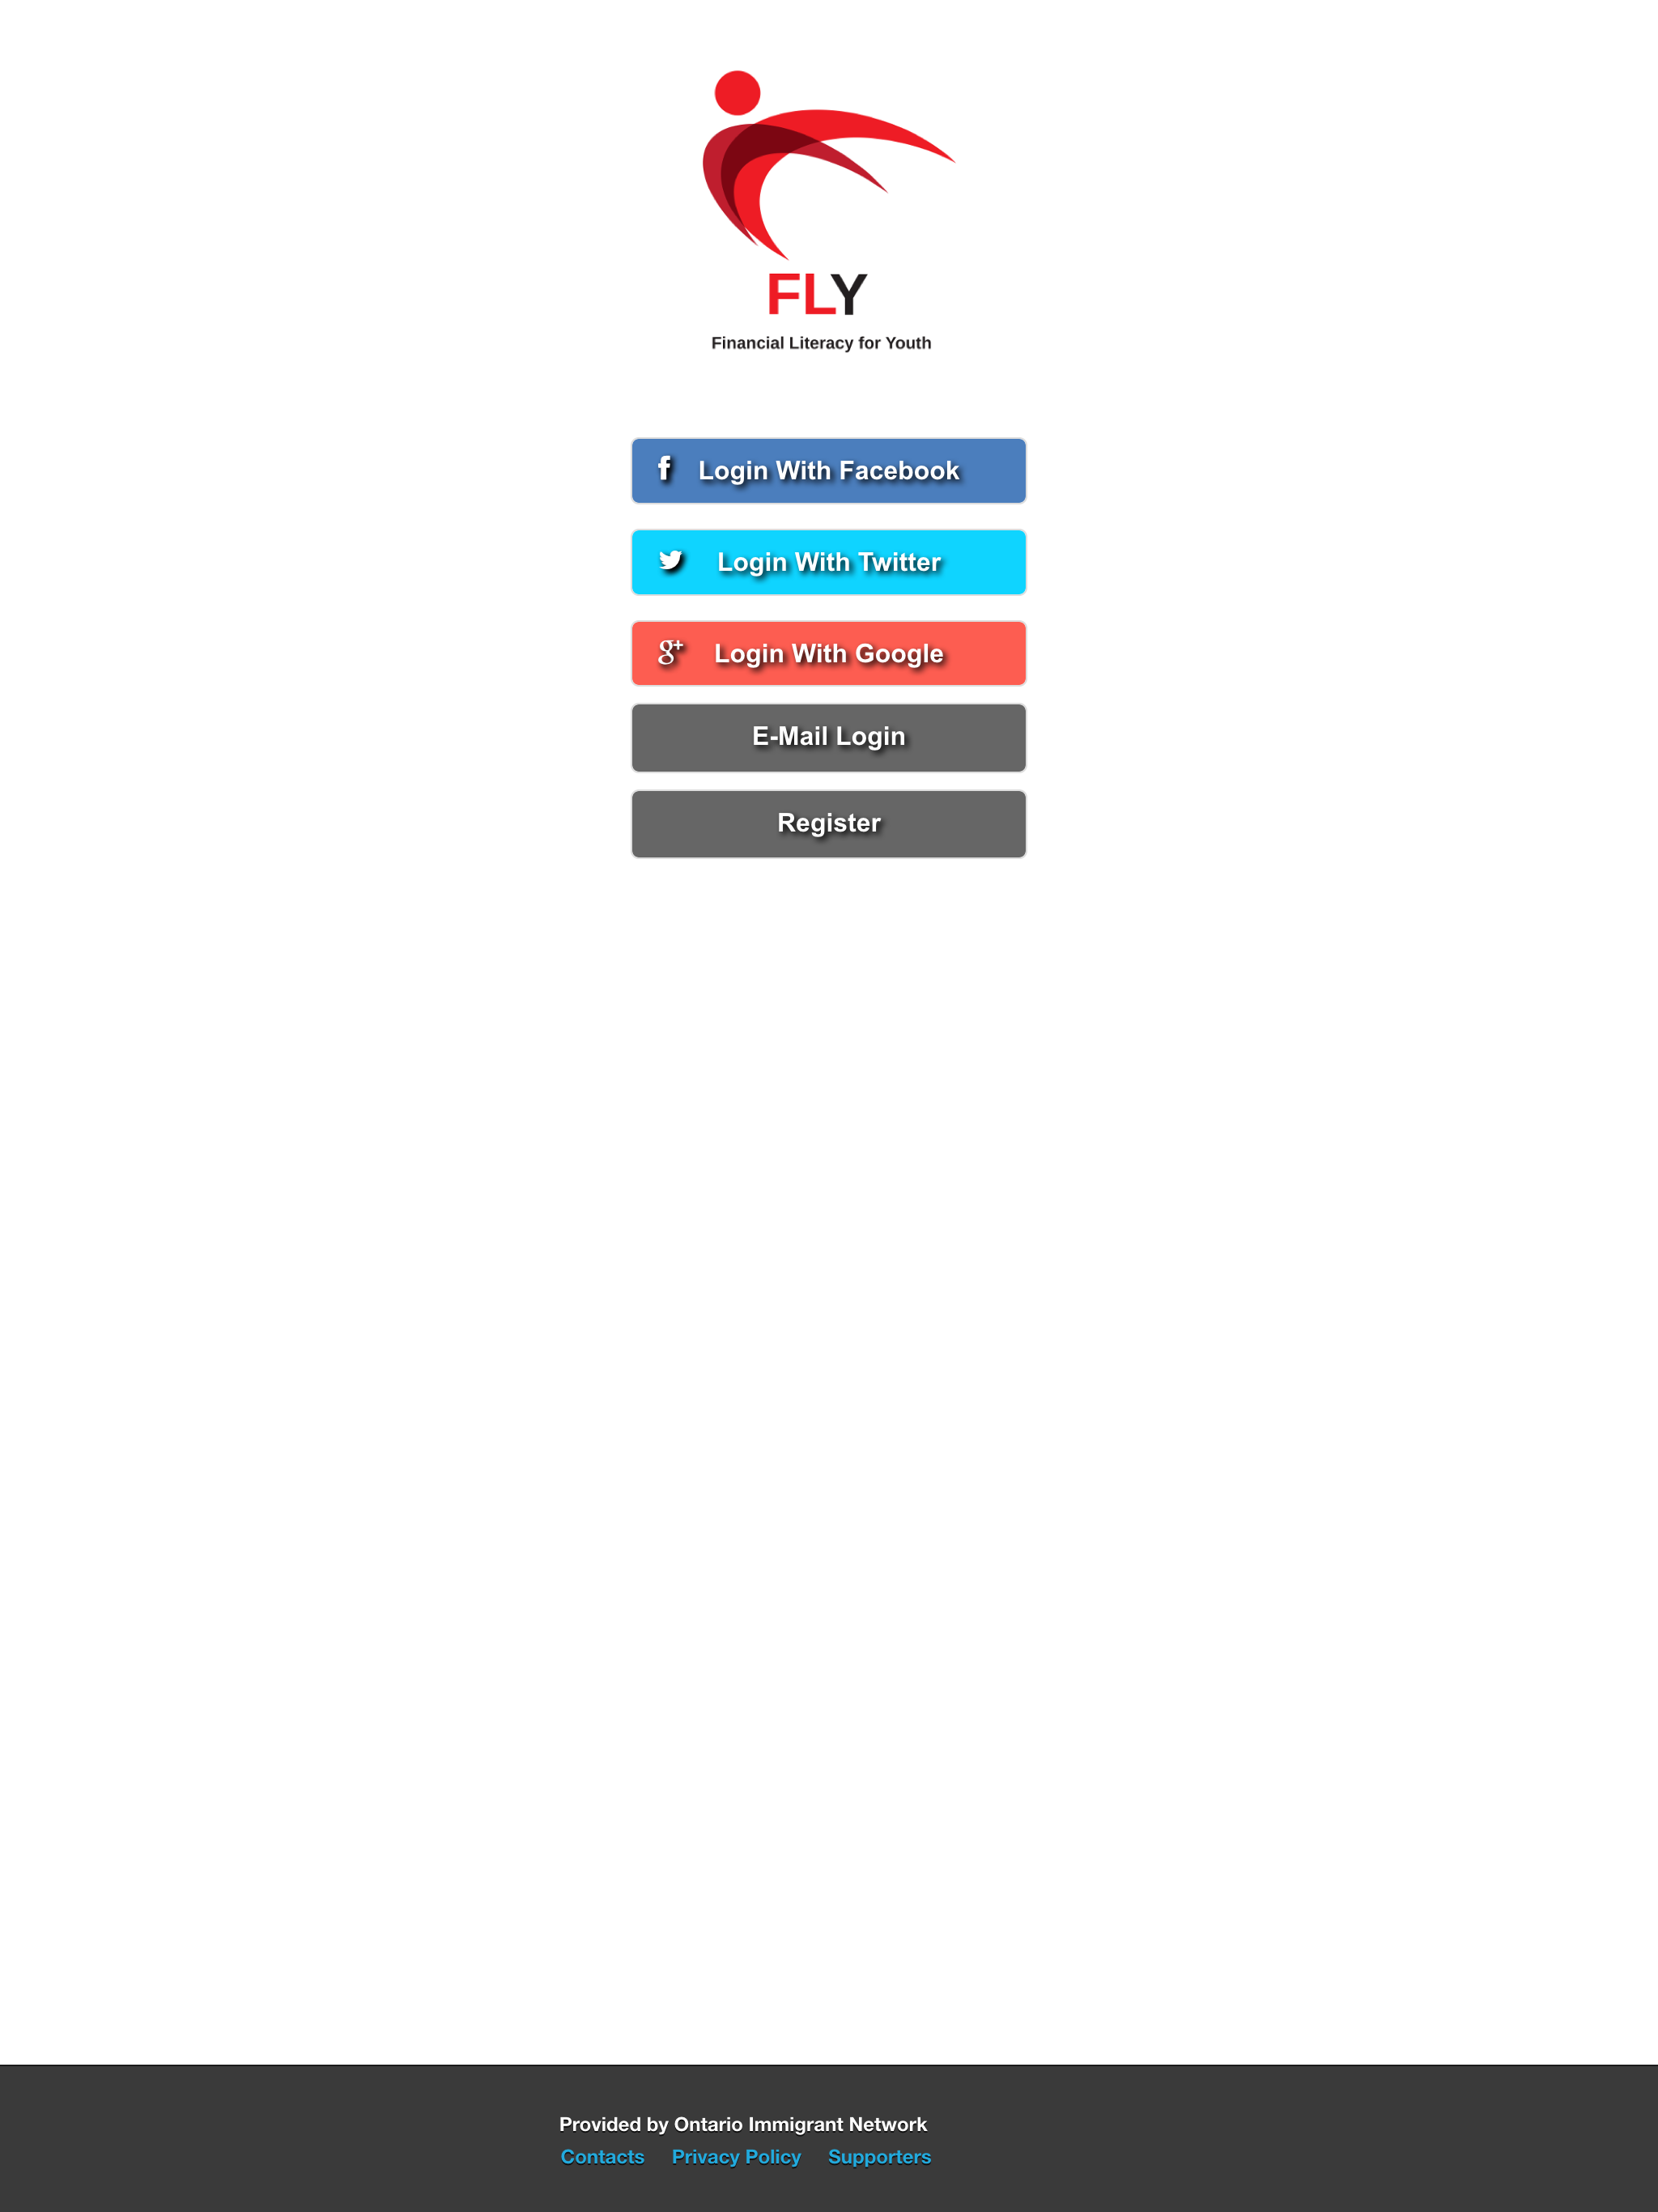 FLY
Financial Literacy for Youth
Login With Facebook
Login With Twitter
Login With Google
E-Mail Login
Register
Provided by Ontario Immigrant Network
Contacts Privacy Policy Supporters